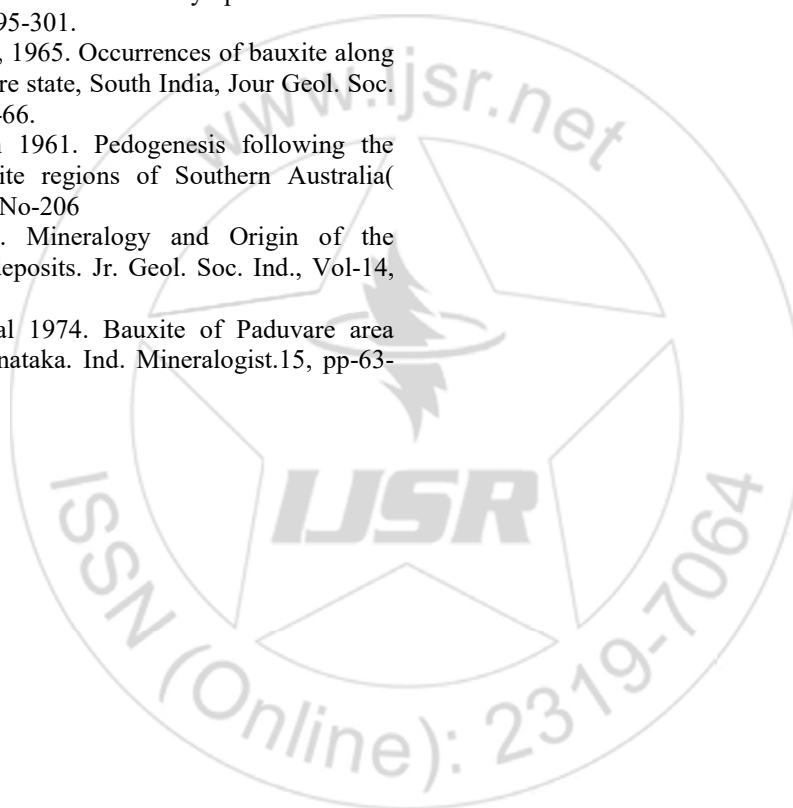 95-301.
, 1965. Occurrences of bauxite along
re state, South India, Jour Geol. Soc.
-66.
1961. Pedogenesis following the
ite regions of Southern Australia(
No-206
. Mineralogy and Origin of the
deposits. Jr. Geol. Soc. Ind., Vol-14,
al 1974. Bauxite of Paduvare area
nataka. Ind. Mineralogist.15, pp-63-
www.ijsr.net
IJSR
ISSN (Online): 2319-7064